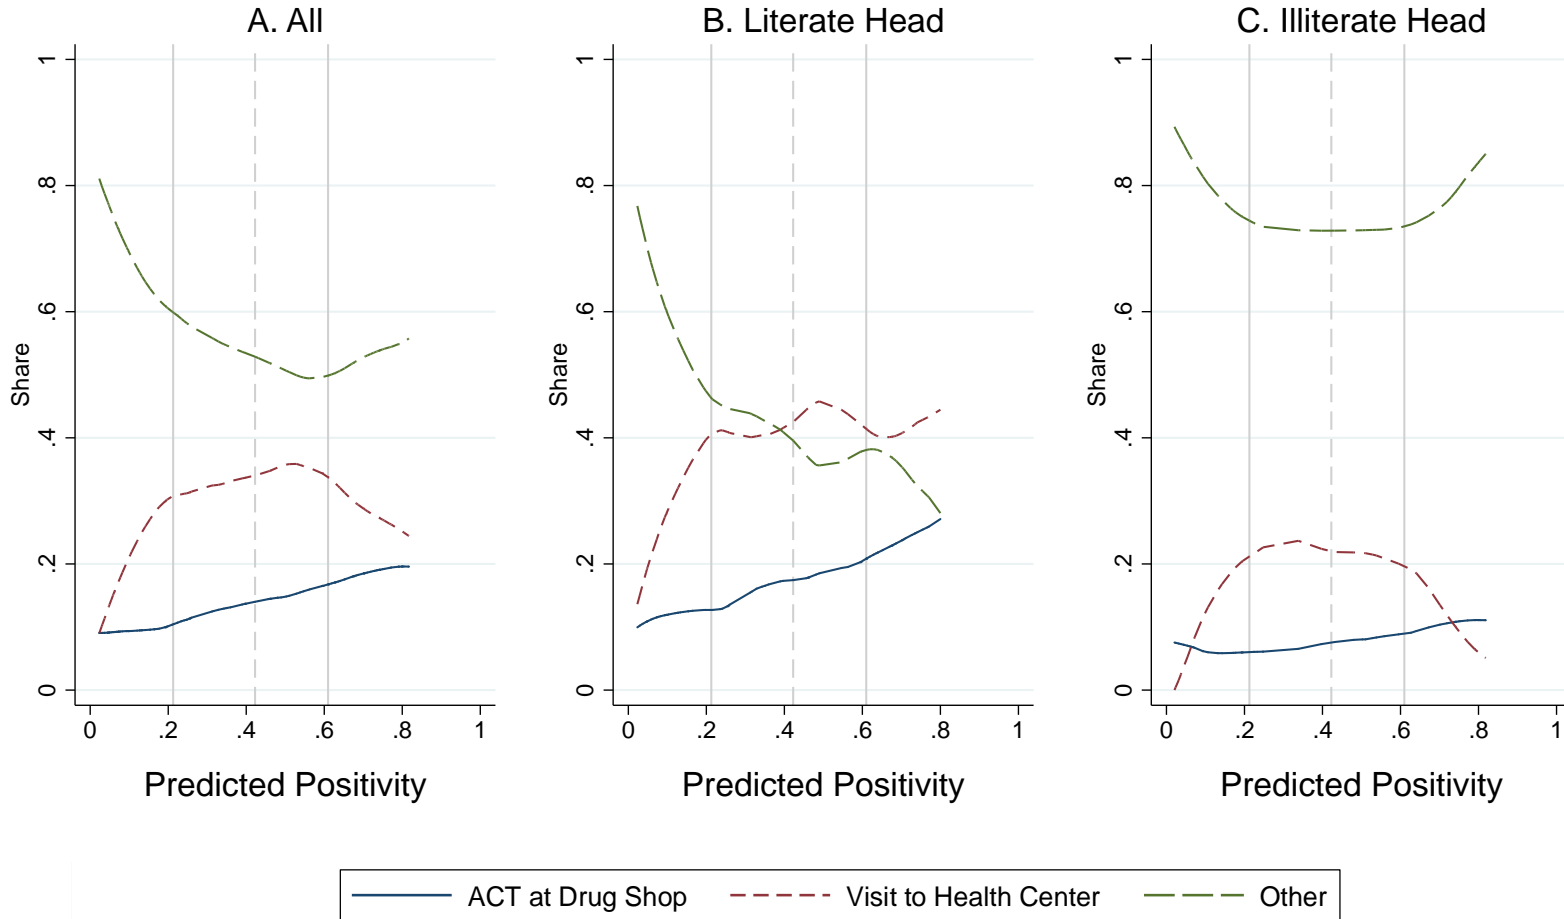 A. All
B. Literate Head
C. Illiterate Head
1
.8
.6
.4
.2
0
Share
0 .2 .4 .6 .8 1
Predicted Positivity
1
.8
.6
.4
.2
0
Share
0 .2 .4 .6 .8 1
Predicted Positivity
1
.8
.6
.4
.2
0
Share
0 .2 .4 .6 .8 1
Predicted Positivity
ACT at Drug Shop Visit to Health Center Other